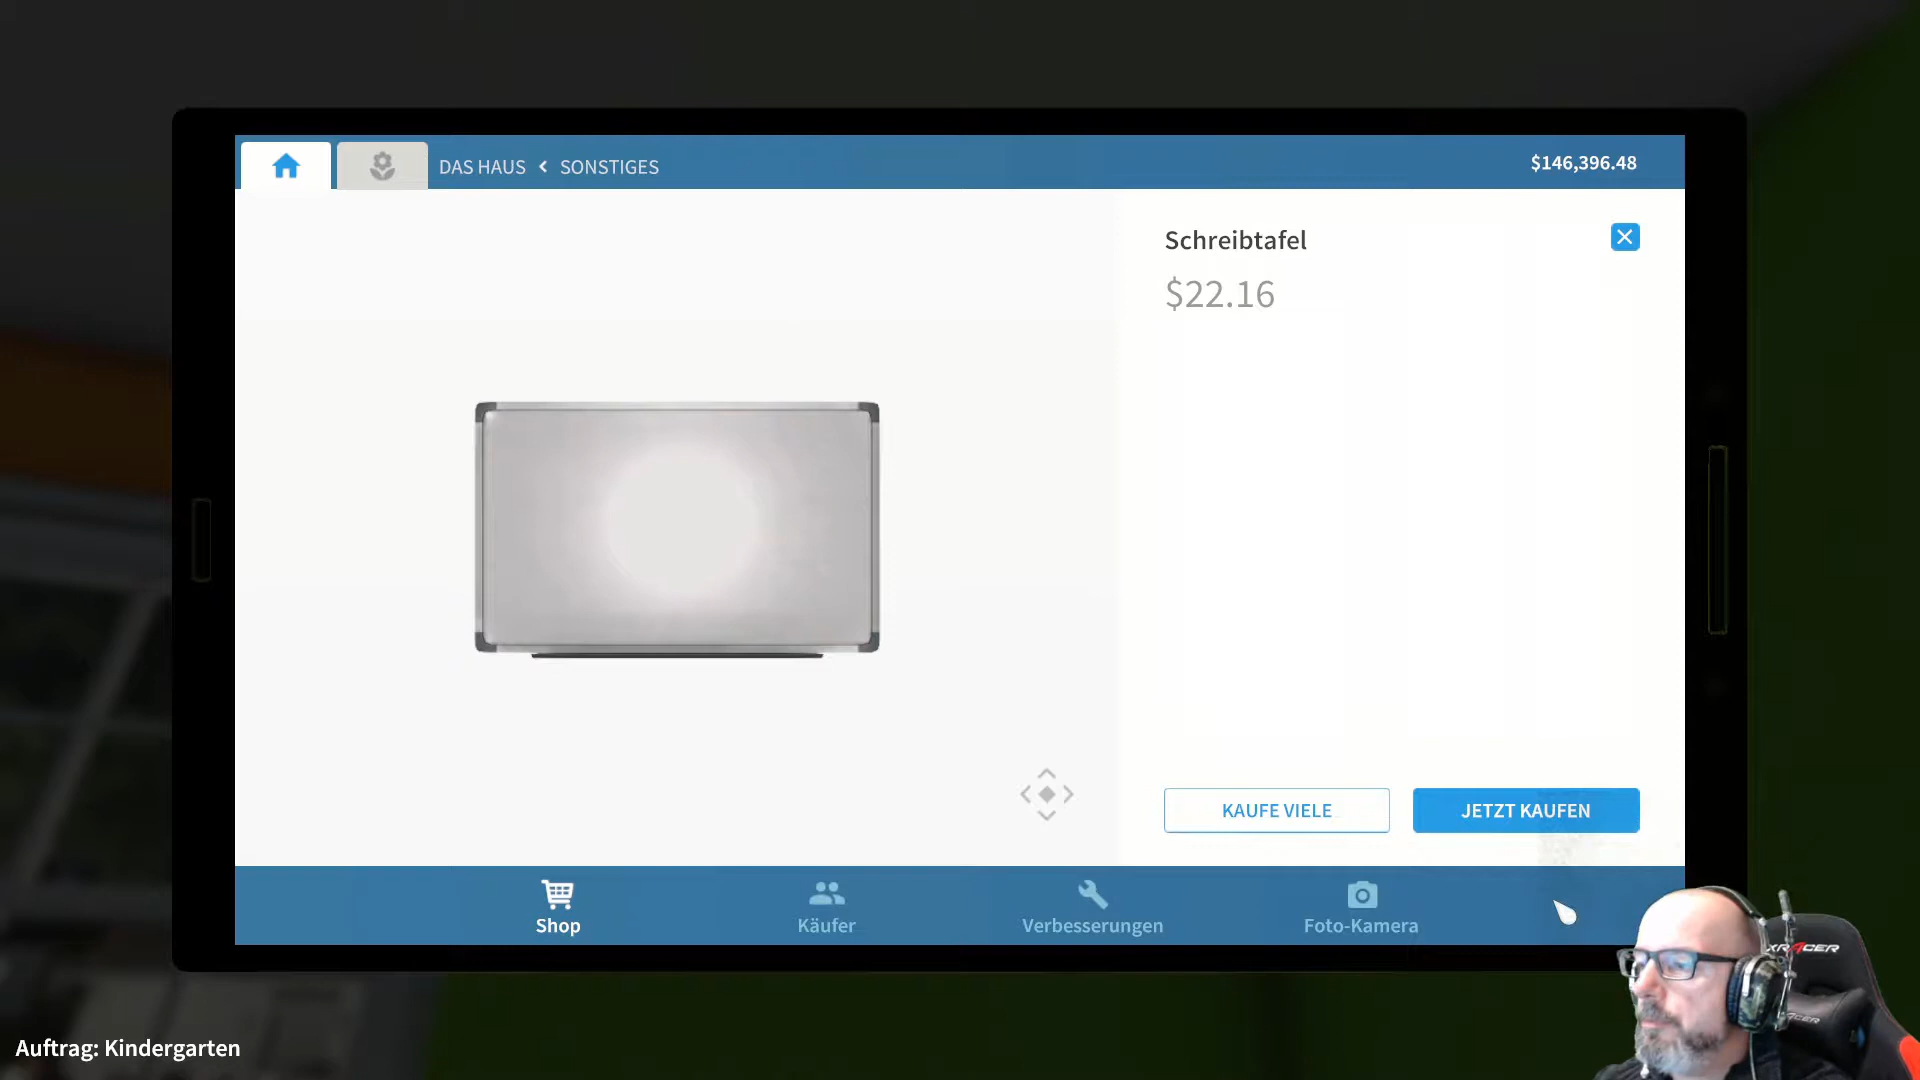 DAS HAUS < SONSTIGES
$146,396.48
Schreibtafel
$22.16
KAUFE VIELE
JETZT KAUFEN
Shop
Käufer
Verbesserungen
Foto-Kamera
XRACER
Auftrag: Kindergarten